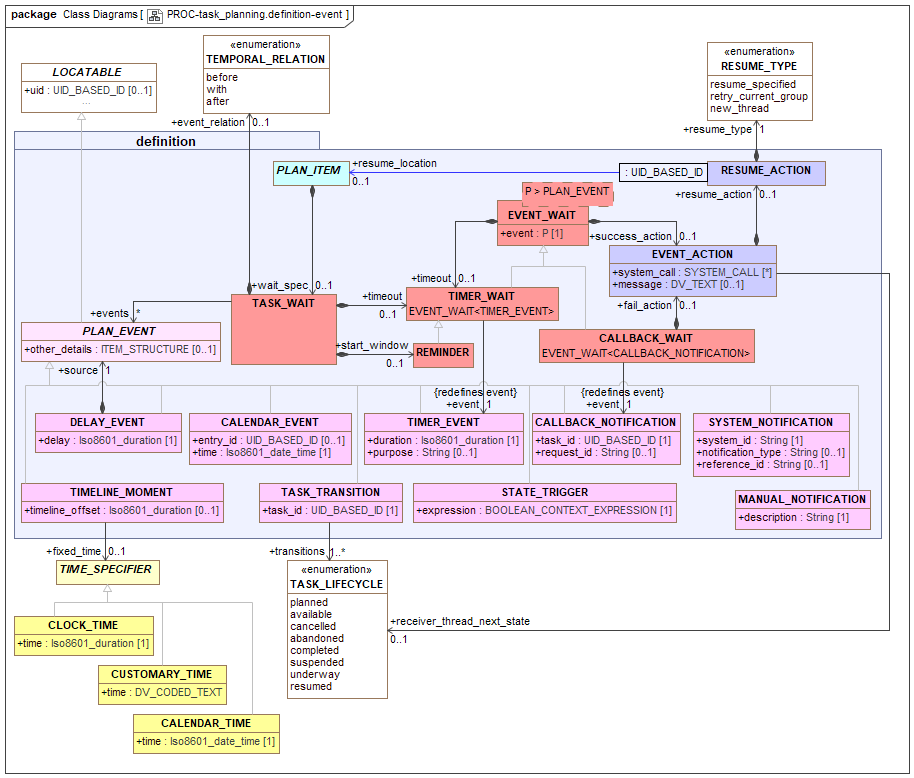 package Class Diagrams [ PROC-task_planning.definition-event ]
«enumeration»
TEMPORAL_RELATION
before
with
after
«enumeration»
RESUME_TYPE
resume_specified
retry_current_group
new_thread
LOCATABLE
+uid : UID_BASED_ID [0..1]
...
+event_relation 0..1
+resume_type 1
definition
PLAN_ITEM
+resume_location
0..1
: UID_BASED_ID
RESUME_ACTION
+resume_action 0..1
P > PLAN_EVENT
EVENT_WAIT
+event : P [1]
+success_action 0..1
EVENT_ACTION
+system_call : SYSTEM_CALL [*]
+message : DV_TEXT [0..1]
+timeout 0..1
+wait_spec 0..1
TASK_WAIT
+timeout
0..1
TIMER_WAIT
EVENT_WAIT<TIMER_EVENT>
+fail_action 0..1
+events *
PLAN_EVENT
+other_details : ITEM_STRUCTURE [0..1]
+start_window
0..1
REMINDER
CALLBACK_WAIT
EVENT_WAIT<CALLBACK_NOTIFICATION>
+source 1
{redefines event}
+event 1
{redefines event}
+event 1
DELAY_EVENT
+delay : Iso8601_duration [1]
CALENDAR_EVENT
+entry_id : UID_BASED_ID [0..1]
+time : Iso8601_date_time [1]
TIMER_EVENT
+duration : Iso8601_duration [1]
+purpose : String [0..1]
CALLBACK_NOTIFICATION
+task_id : UID_BASED_ID [1]
+request_id : String [0..1]
SYSTEM_NOTIFICATION
+system_id : String [1]
+notification_type : String [0..1]
+reference_id : String [0..1]
TIMELINE_MOMENT
+timeline_offset : Iso8601_duration [0..1]
TASK_TRANSITION
+task_id : UID_BASED_ID [1]
STATE_TRIGGER
+expression : BOOLEAN_CONTEXT_EXPRESSION [1]
MANUAL_NOTIFICATION
+description : String [1]
+fixed_time 0..1
+transitions 1..*
TIME_SPECIFIER
«enumeration»
TASK_LIFECYCLE
planned
available
cancelled
abandoned
completed
suspended
underway
resumed
+receiver_thread_next_state
0..1
CLOCK_TIME
+time : Iso8601_duration [1]
CUSTOMARY_TIME
+time : DV_CODED_TEXT
CALENDAR_TIME
+time : Iso8601_date_time [1]